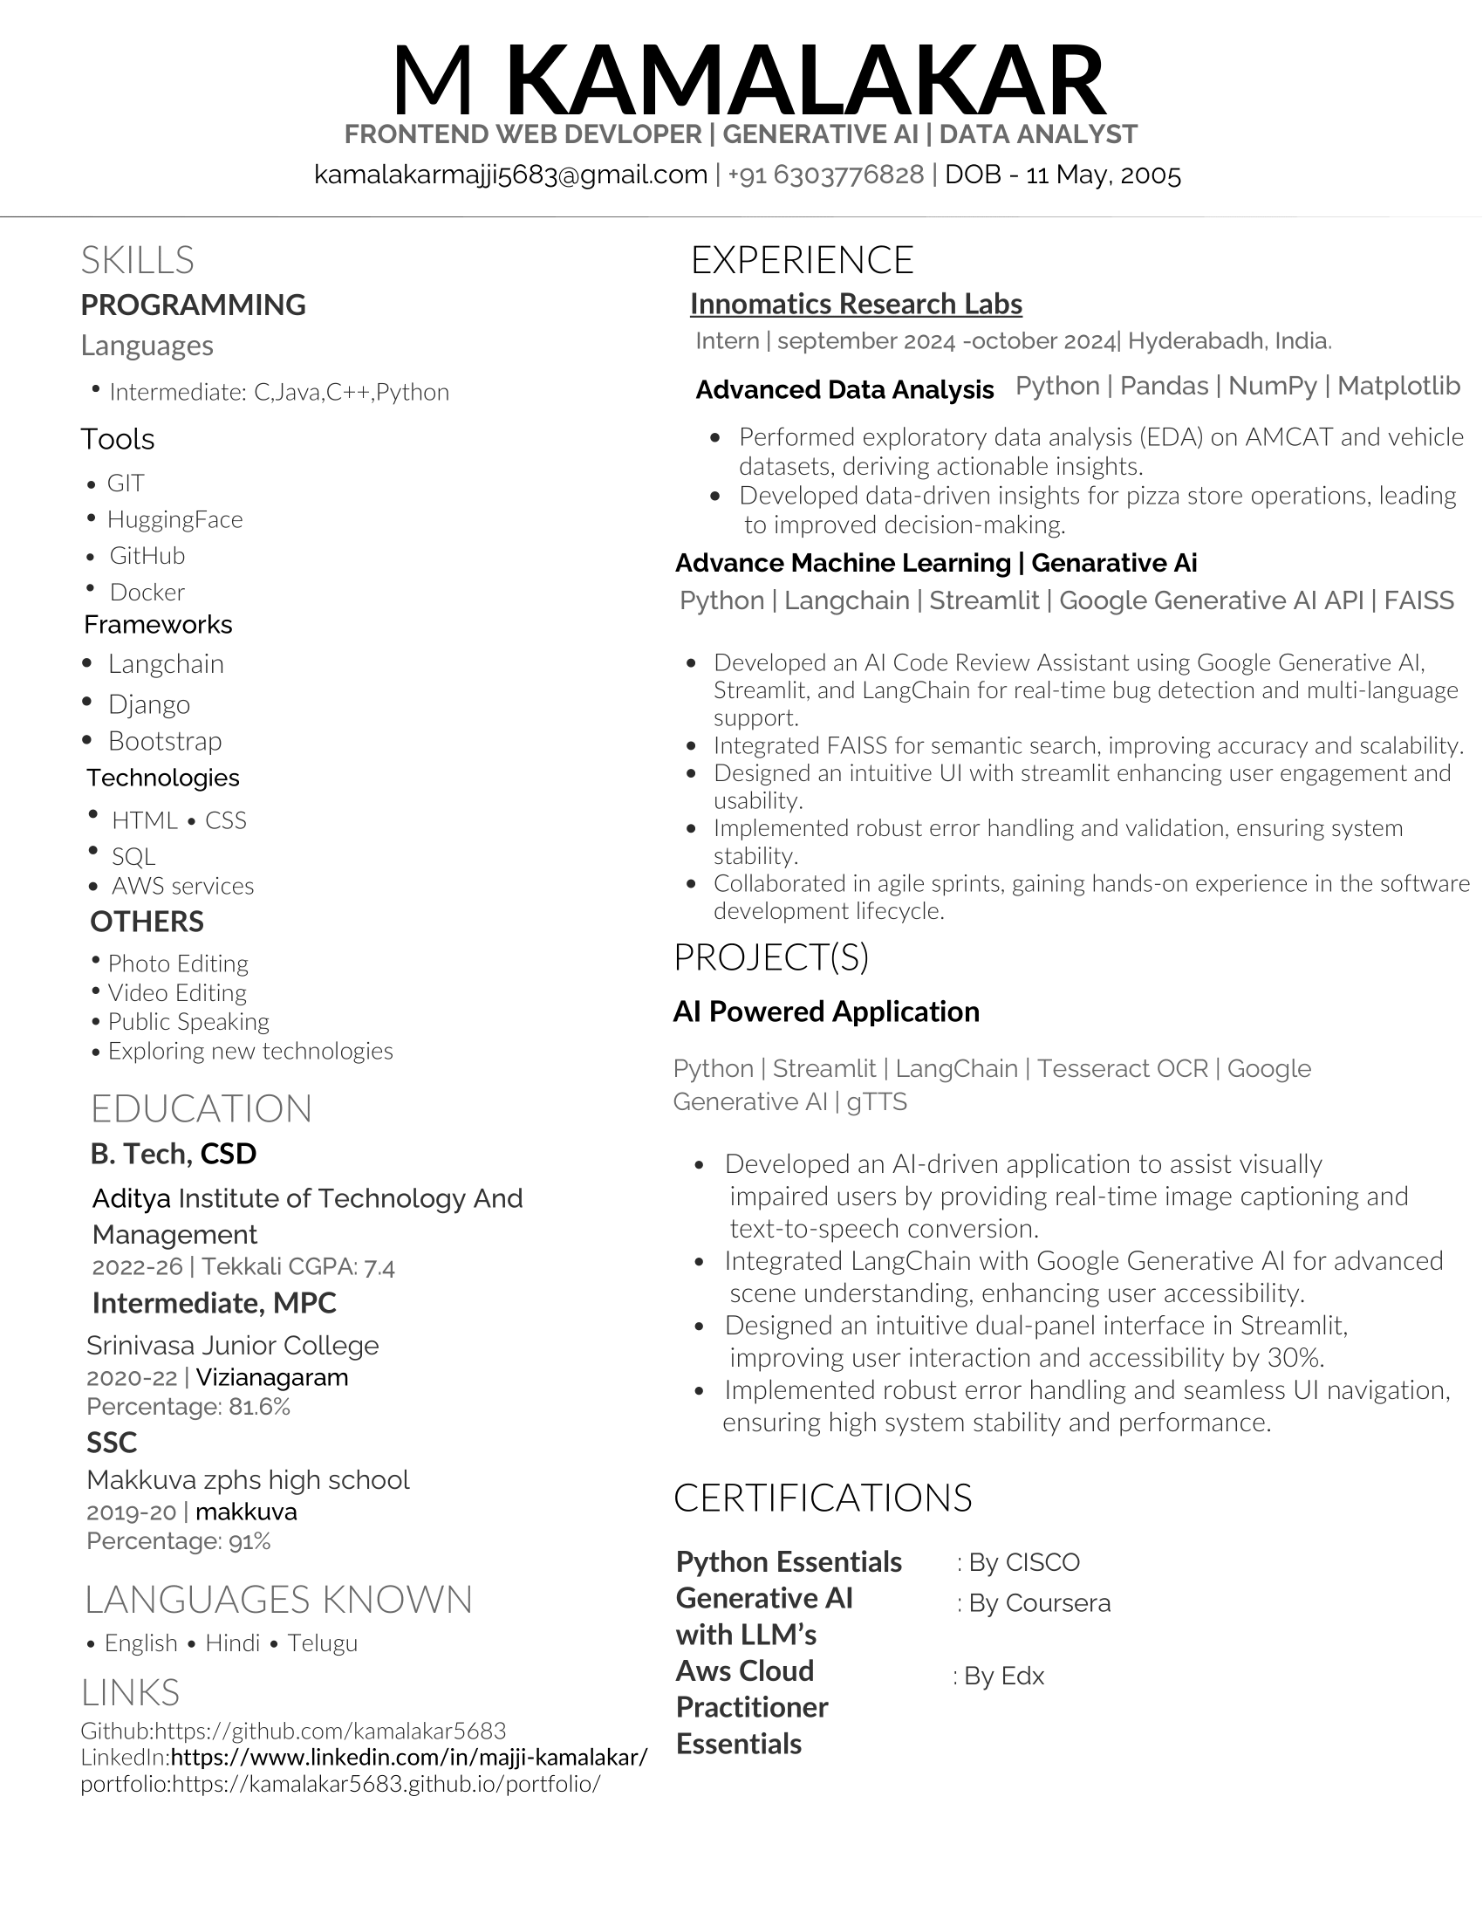 M KAMALAKAR
FRONTEND WEB DEVLOPER | GENERATIVE AI | DATA ANALYST
kamalakarmajji5683@gmail.com | +91 6303776828 | DOB - 11 May, 2005
SKILLS
PROGRAMMING
Languages
• Intermediate: C,Java,C++,Python
Tools
• GIT
• HuggingFace
• GitHub
• Docker
Frameworks
• Langchain
• Django
• Bootstrap
Technologies
• HTML • CSS
• SQL
• AWS services
OTHERS
• Photo Editing
• Video Editing
• Public Speaking
• Exploring new technologies
EDUCATION
B. Tech, CSD
Aditya Institute of Technology And
Management
2022-26 | Tekkali CGPA: 7.4
Intermediate, MPC
Srinivasa Junior College
2020-22 | Vizianagaram
Percentage: 81.6%
SSC
Makkuva zphs high school
2019-20 | makkuva
Percentage: 91%
LANGUAGES KNOWN
• English • Hindi • Telugu
LINKS
Github:https://github.com/kamalakar5683
LinkedIn:https://www.linkedin.com/in/majji-kamalakar/
portfolio:https://kamalakar5683.github.io/portfolio/
EXPERIENCE
Innomatics Research Labs
Intern | september 2024 -october 2024| Hyderabadh, India.
Advanced Data Analysis Python | Pandas | NumPy | Matplotlib
• Performed exploratory data analysis (EDA) on AMCAT and vehicle
datasets, deriving actionable insights.
• Developed data-driven insights for pizza store operations, leading
to improved decision-making.
Advance Machine Learning | Genarative Ai
Python | Langchain | Streamlit | Google Generative AI API | FAISS
• Developed an AI Code Review Assistant using Google Generative AI,
Streamlit, and LangChain for real-time bug detection and multi-language
support.
• Integrated FAISS for semantic search, improving accuracy and scalability.
• Designed an intuitive UI with streamlit enhancing user engagement and
usability.
• Implemented robust error handling and validation, ensuring system
stability.
• Collaborated in agile sprints, gaining hands-on experience in the software
development lifecycle.
PROJECT(S)
AI Powered Application
Python | Streamlit | LangChain | Tesseract OCR | Google
Generative AI | gTTS
• Developed an AI-driven application to assist visually
impaired users by providing real-time image captioning and
text-to-speech conversion.
• Integrated LangChain with Google Generative AI for advanced
scene understanding, enhancing user accessibility.
• Designed an intuitive dual-panel interface in Streamlit,
improving user interaction and accessibility by 30%.
• Implemented robust error handling and seamless UI navigation,
ensuring high system stability and performance.
CERTIFICATIONS
Python Essentials : By CISCO
Generative AI : By Coursera
with LLM’s
Aws Cloud : By Edx
Practitioner
Essentials